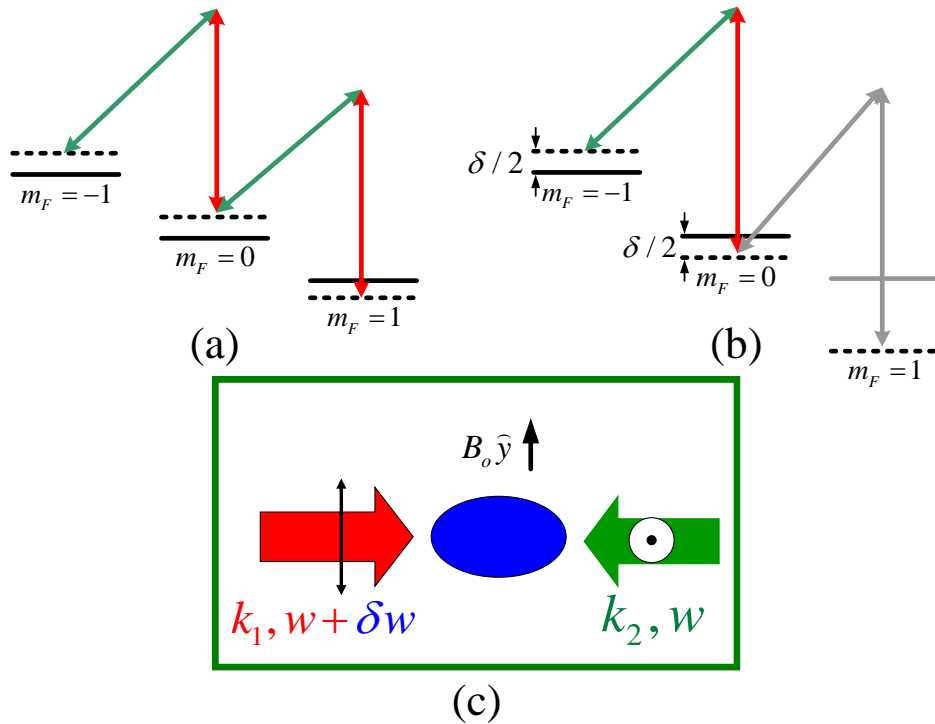 δ / 2
m_F = -1
m_F = 0
m_F = 1
(a)
m_F = -1
δ / 2
m_F = 0
m_F = 1
(b)
B_o ŷ
k_1, w + δw
k_2, w
(c)